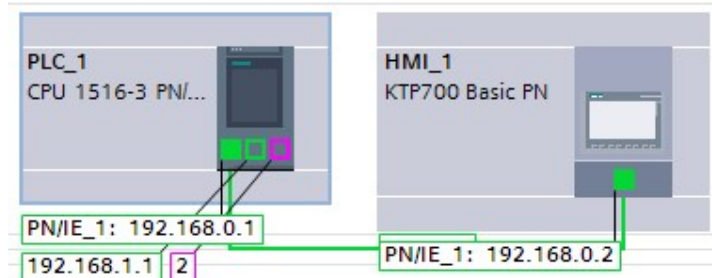 PLC_1
CPU 1516-3 PN/...
HMI_1
KTP700 Basic PN
PN/IE_1: 192.168.0.1
PN/IE_1: 192.168.0.2
192.168.1.1
2